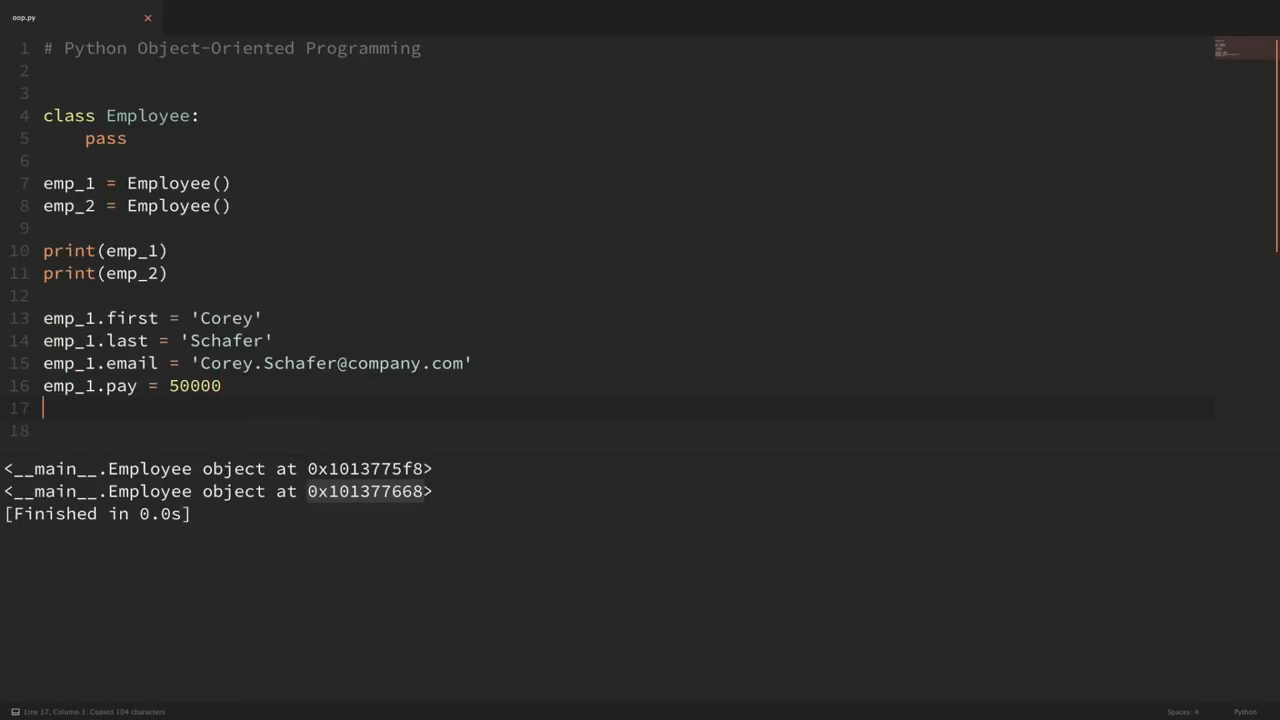 oop.py
1 # Python Object-Oriented Programming
2
3
4 class Employee:
5     pass
6
7 emp_1 = Employee()
8 emp_2 = Employee()
9
10 print(emp_1)
11 print(emp_2)
12
13 emp_1.first = 'Corey'
14 emp_1.last = 'Schafer'
15 emp_1.email = 'Corey.Schafer@company.com'
16 emp_1.pay = 50000
17
18
<__main__.Employee object at 0x1013775f8>
<__main__.Employee object at 0x101377668>
[Finished in 0.0s]
Line 17, Column 1; Copied 104 characters
Spaces: 4
Python